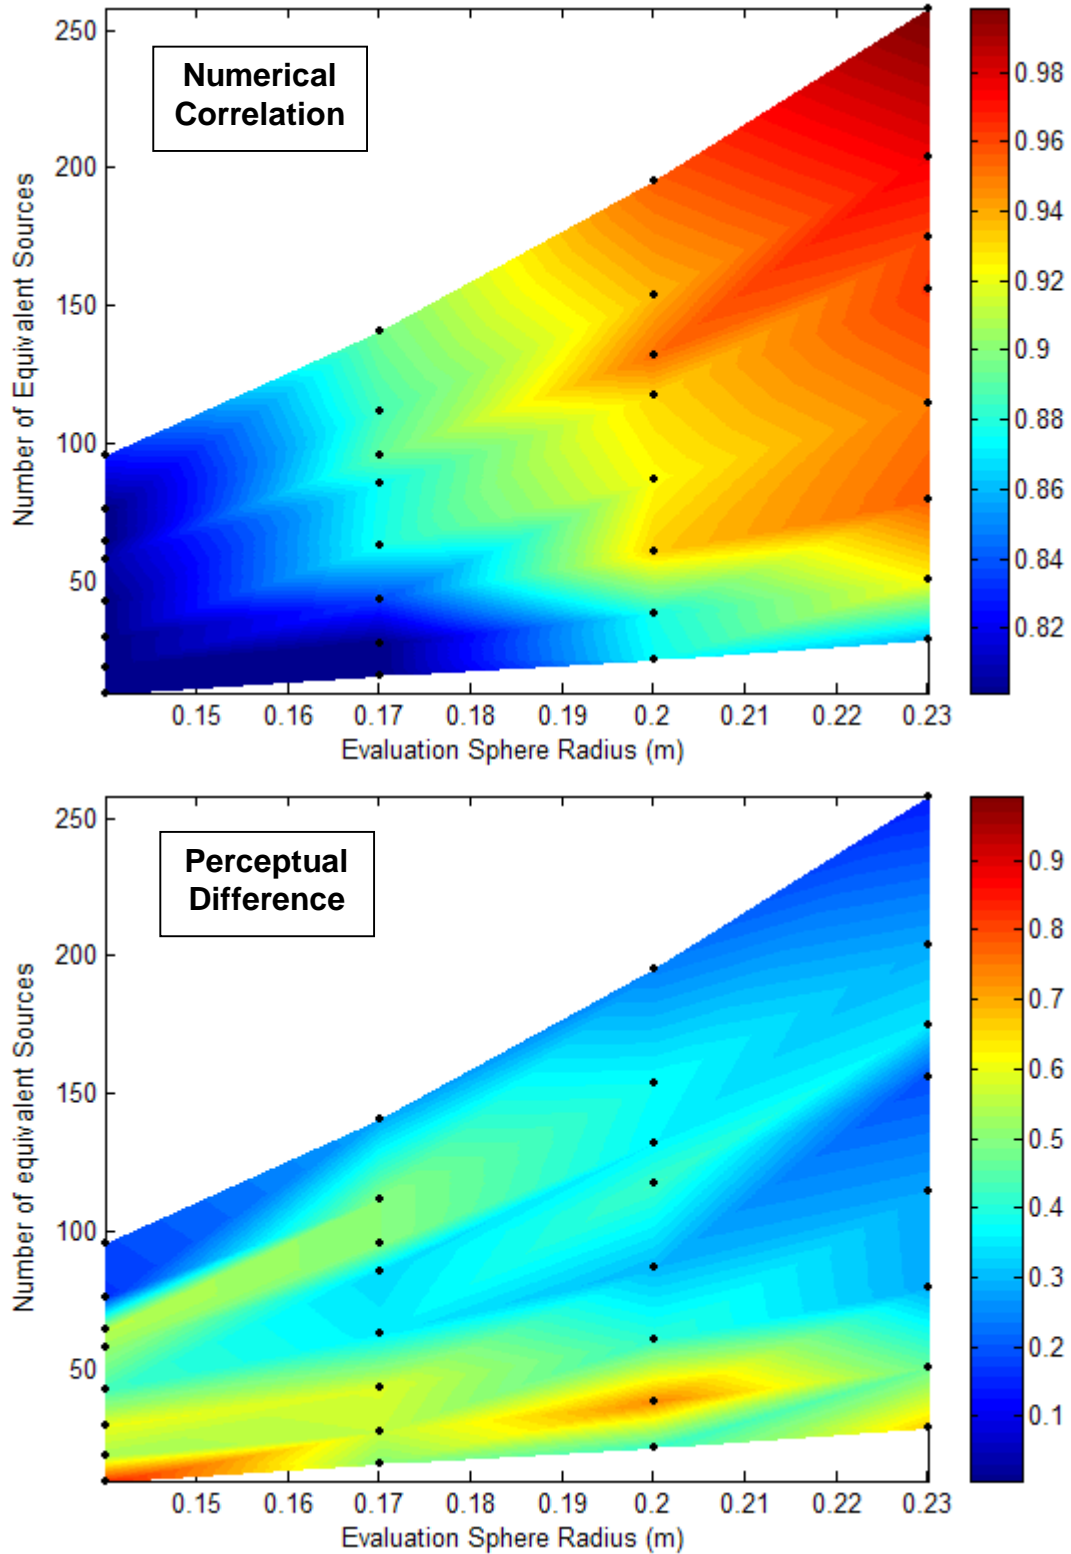 Numerical
Correlation
Number of Equivalent Sources
250
200
150
100
50
0.15 0.16 0.17 0.18 0.19 0.2 0.21 0.22 0.23
Evaluation Sphere Radius (m)
0.98
0.96
0.94
0.92
0.9
0.88
0.86
0.84
0.82
Perceptual
Difference
Number of equivalent Sources
250
200
150
100
50
0.15 0.16 0.17 0.18 0.19 0.2 0.21 0.22 0.23
Evaluation Sphere Radius (m)
0.9
0.8
0.7
0.6
0.5
0.4
0.3
0.2
0.1